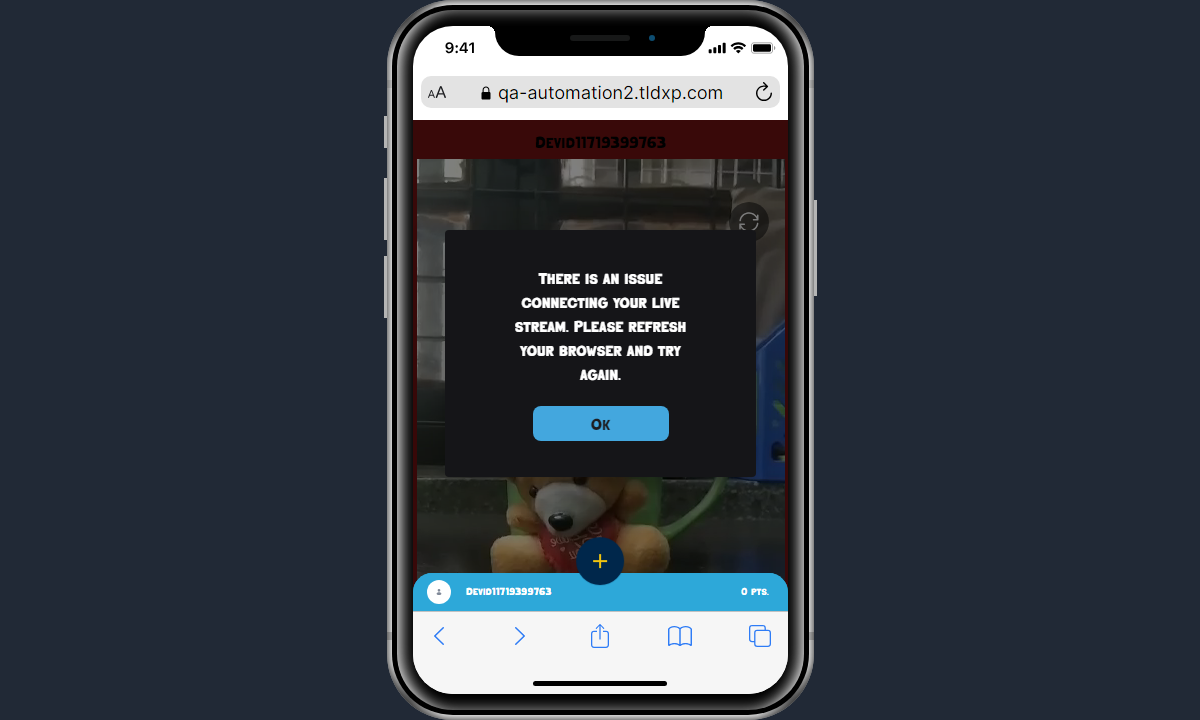 9:41
AA qa-automation2.tldxp.com
Devid11719399763
There is an issue
connecting your live
stream. Please refresh
your browser and try
again.
Ok
+
Devid11719399763 0 pts.